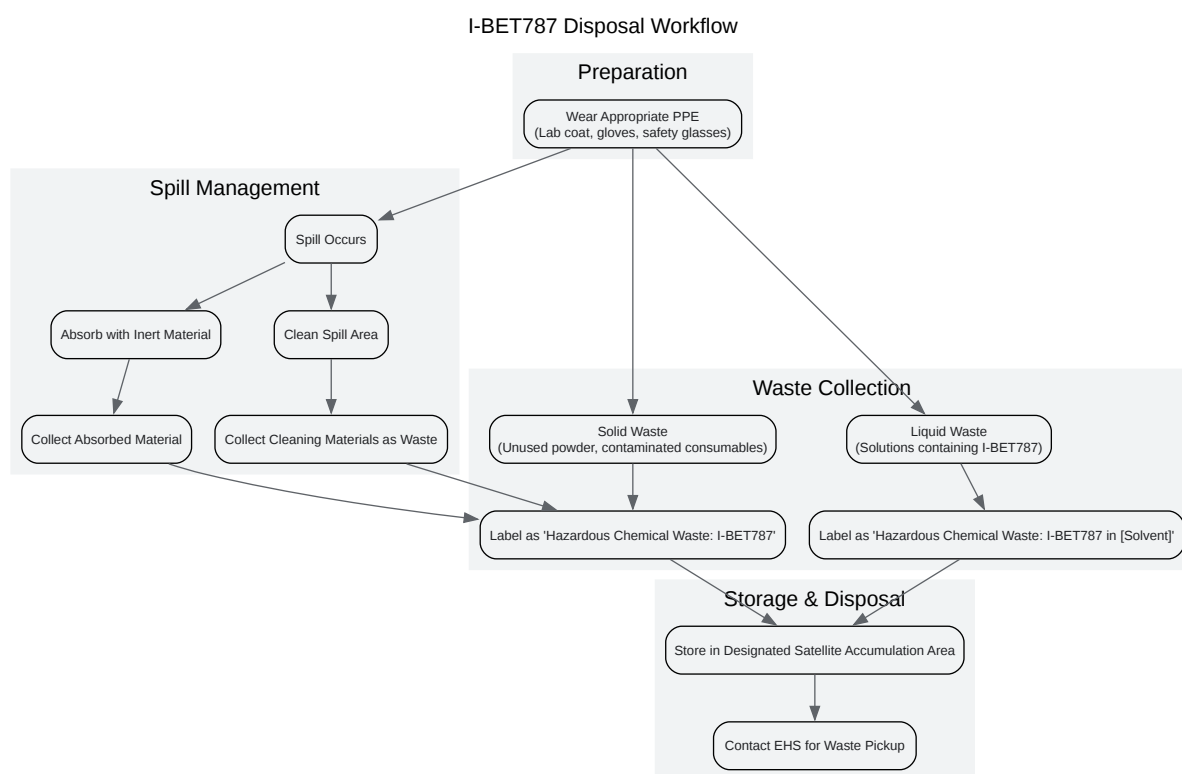 I-BET787 Disposal Workflow
Preparation
Wear Appropriate PPE
(Lab coat, gloves, safety glasses)
Spill Management
Spill Occurs
Absorb with Inert Material
Clean Spill Area
Collect Absorbed Material
Collect Cleaning Materials as Waste
Waste Collection
Solid Waste
(Unused powder, contaminated consumables)
Liquid Waste
(Solutions containing I-BET787)
Label as 'Hazardous Chemical Waste: I-BET787'
Label as 'Hazardous Chemical Waste: I-BET787 in [Solvent]'
Storage & Disposal
Store in Designated Satellite Accumulation Area
Contact EHS for Waste Pickup